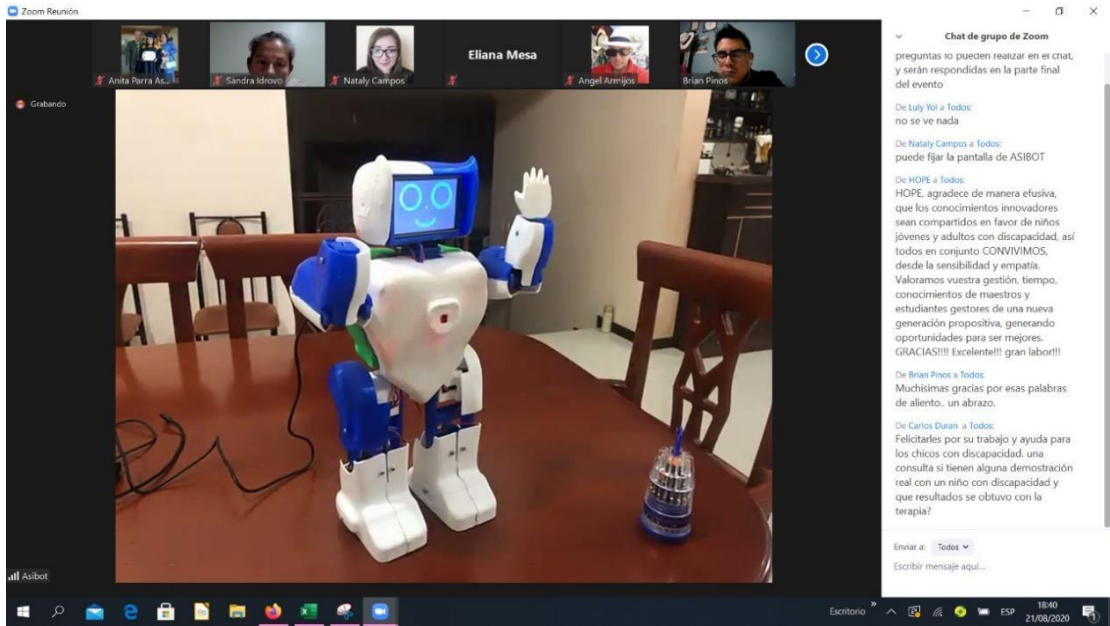 Zoom Reunión
Anita Parra As...
Sandra Idrovo
Nataly Campos
Eliana Mesa
Angel Armijos
Brian Pinos
Grabando
Asibot
Chat de grupo de Zoom
preguntas lo pueden realizar en el chat,
y serán respondidas en la parte final
del evento
De Luly Yol a Todos:
no se ve nada
De Nataly Campos a Todos:
puede fijar la pantalla de ASIBOT
De HOPE a Todos:
HOPE, agradece de manera efusiva,
que los conocimientos innovadores
sean compartidos en favor de niños
jóvenes y adultos con discapacidad, así
todos en conjunto CONVIVIMOS,
desde la sensibilidad y empatía.
Valoramos vuestra gestión, tiempo,
conocimientos de maestros y
estudiantes gestores de una nueva
generación propositiva, generando
oportunidades para ser mejores.
GRACIAS!!!! Excelente!!! gran labor!!!
De Brian Pinos a Todos:
Muchisimas gracias por esas palabras
de aliento.. un abrazo.
De Carlos Duran a Todos:
Felicitarles por su trabajo y ayuda para
los chicos con discapacidad. una
consulta si tienen alguna demostración
real con un niño con discapacidad y
que resultados se obtuvo con la
terapia?
Enviar a: Todos
Escribir mensaje aquí...
Escritorio
ESP
18:40
21/08/2020
1